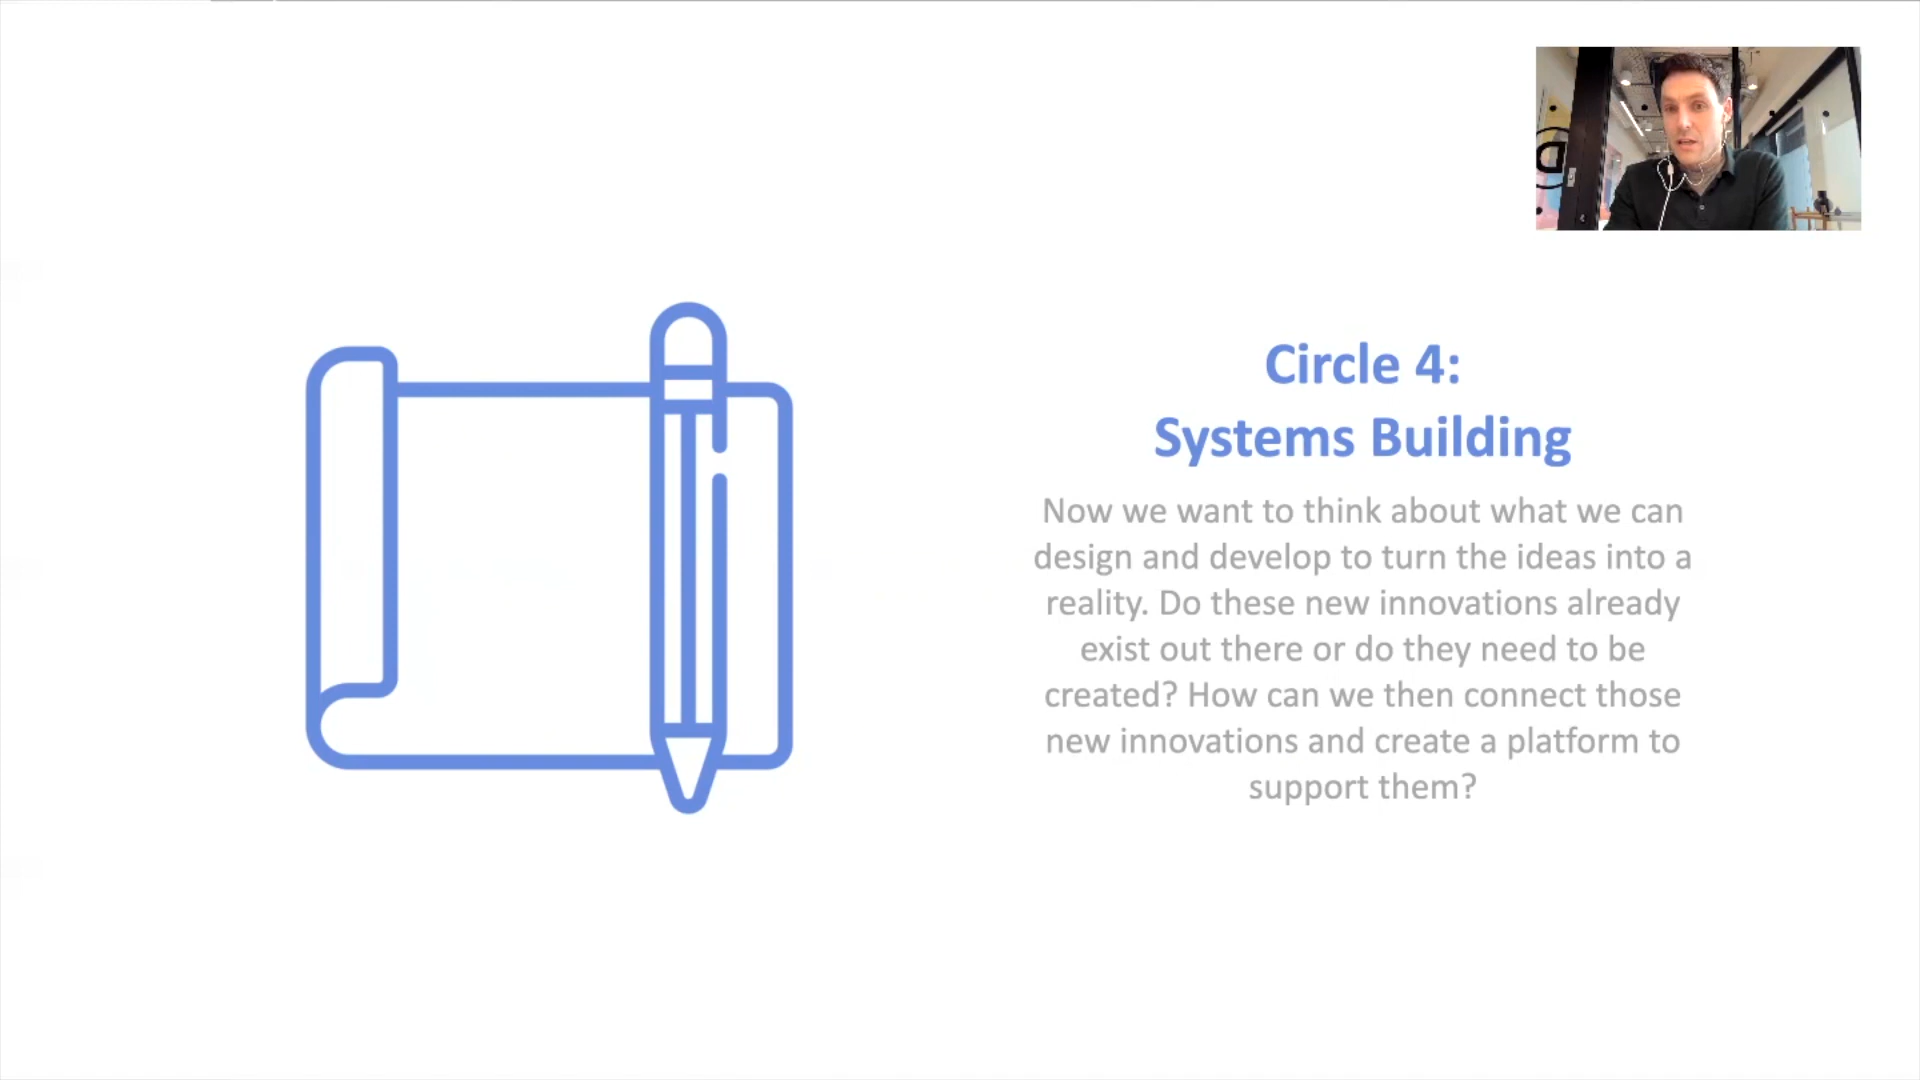 Circle 4:
Systems Building
Now we want to think about what we can
design and develop to turn the ideas into a
reality. Do these new innovations already
exist out there or do they need to be
created? How can we then connect those
new innovations and create a platform to
support them?